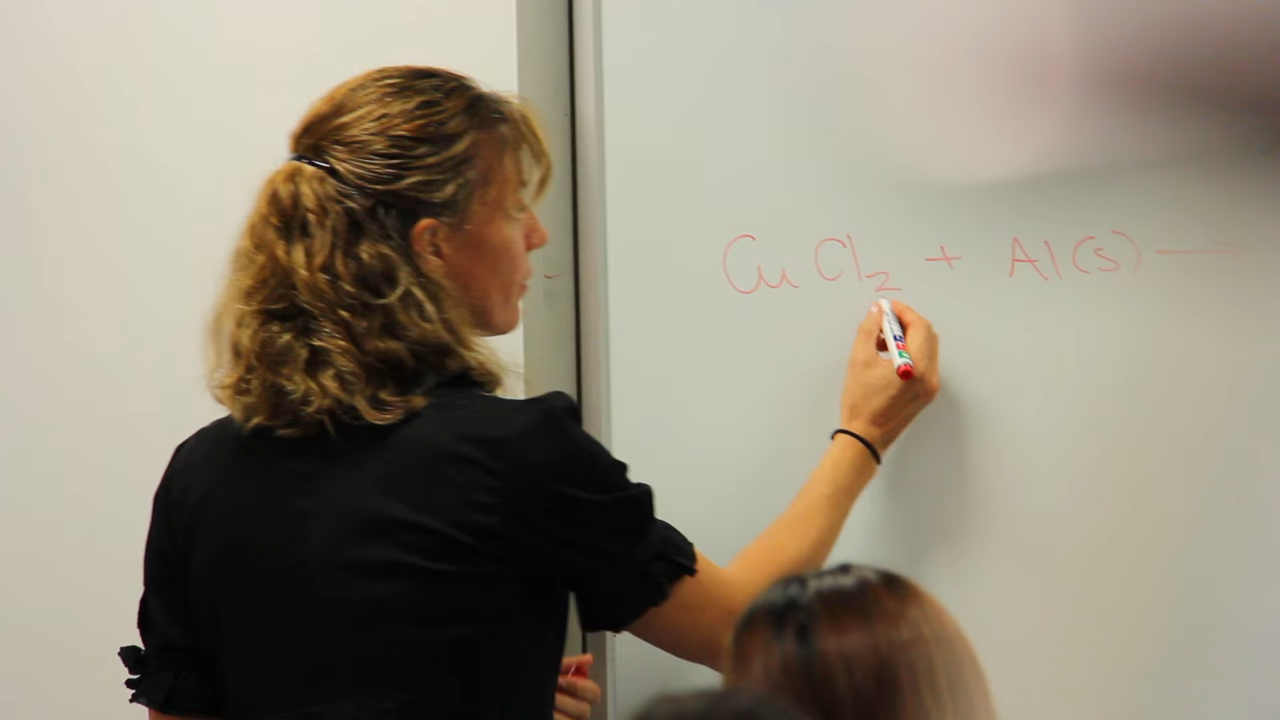 CuCl₂ + Al(s) —